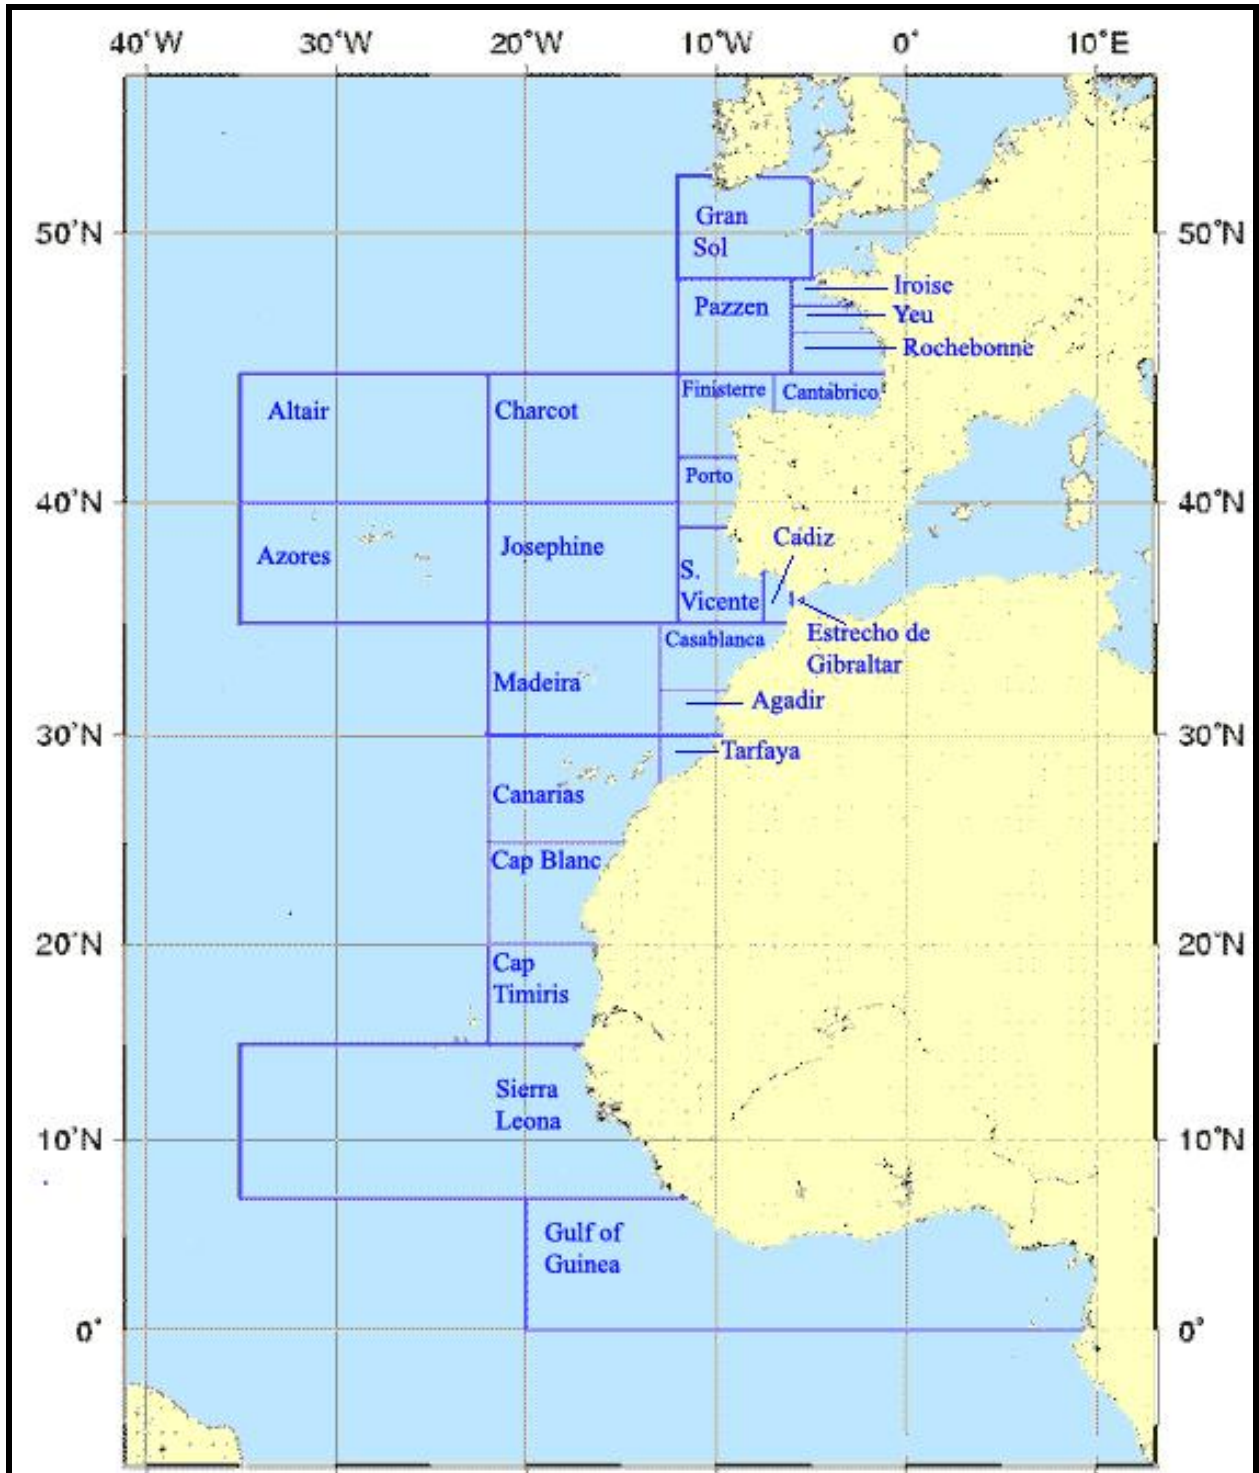 40°W 30°W 20°W 10°W 0° 10°E
Gran
Sol
50°N 50°N
Iroise
Pazzen
Yeu
Rochebonne
Finisterre Cantábrico
Altair Charcot
Porto
40°N 40°N
Cádiz
Azores Josephine
S.
Vicente
Estrecho de
Gibraltar
Casablanca
Madeira
Agadir
30°N 30°N
Tarfaya
Canarias
Cap Blanc
20°N 20°N
Cap
Timiris
Sierra
Leona
10°N 10°N
Gulf of
Guinea
0° 0°